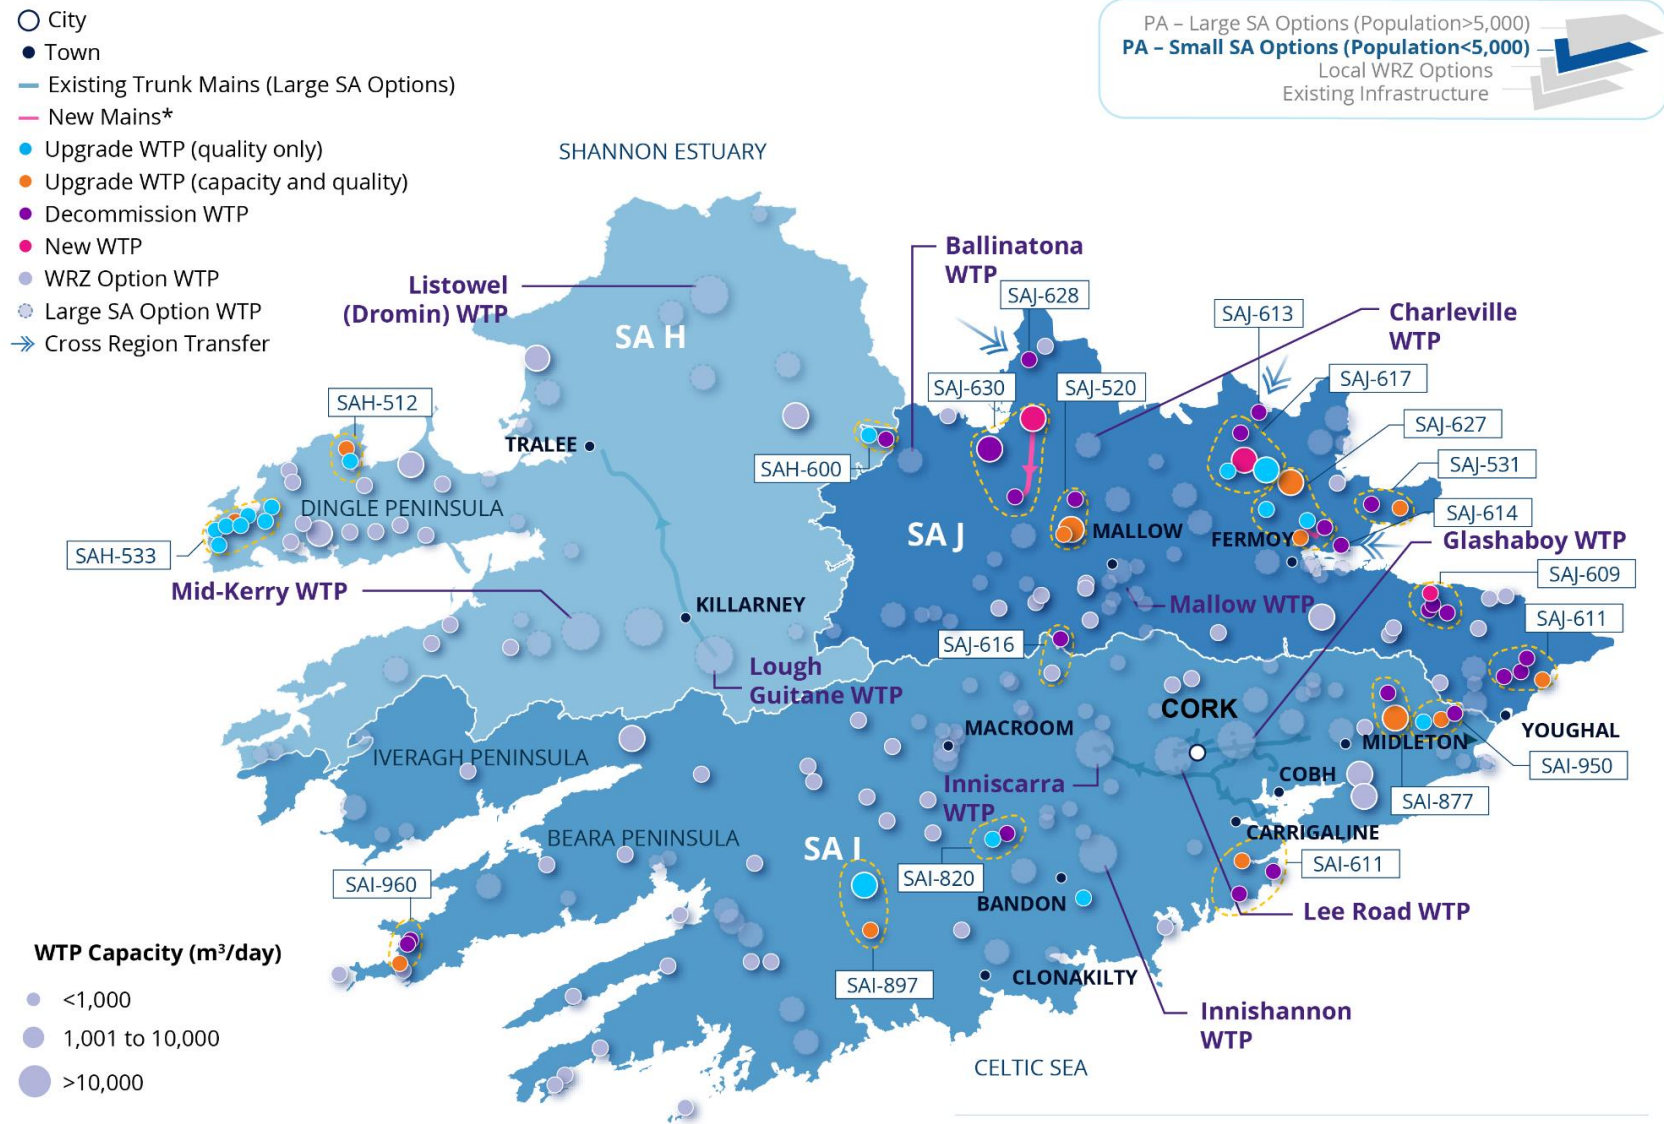 City
Town
Existing Trunk Mains (Large SA Options)
New Mains*
Upgrade WTP (quality only)
Upgrade WTP (capacity and quality)
Decommission WTP
New WTP
WRZ Option WTP
Large SA Option WTP
Cross Region Transfer
PA – Large SA Options (Population>5,000)
PA – Small SA Options (Population<5,000)
Local WRZ Options
Existing Infrastructure
SHANNON ESTUARY
Listowel
(Dromin) WTP
SA H
Ballinatona
WTP
SAJ-628
SAJ-613
Charleville
WTP
SAJ-617
SAJ-630
SAJ-520
SAH-512
SAJ-627
TRALEE
SAH-600
SAJ-531
DINGLE PENINSULA
SAJ-614
SA J
MALLOW
FERMOY
Glashaboy WTP
SAH-533
SAJ-609
Mid-Kerry WTP
KILLARNEY
Mallow WTP
SAJ-611
SAJ-616
Lough
Guitane WTP
CORK
MACROOM
MIDLETON
YOUGHAL
IVERAGH PENINSULA
SAI-950
COBH
Inniscarra
WTP
SAI-877
BEARA PENINSULA
SA I
CARRIGALINE
SAI-611
SAI-820
SAI-960
BANDON
Lee Road WTP
CLONAKILTY
SAI-897
Innishannon
WTP
CELTIC SEA
WTP Capacity (m³/day)
<1,000
1,001 to 10,000
>10,000